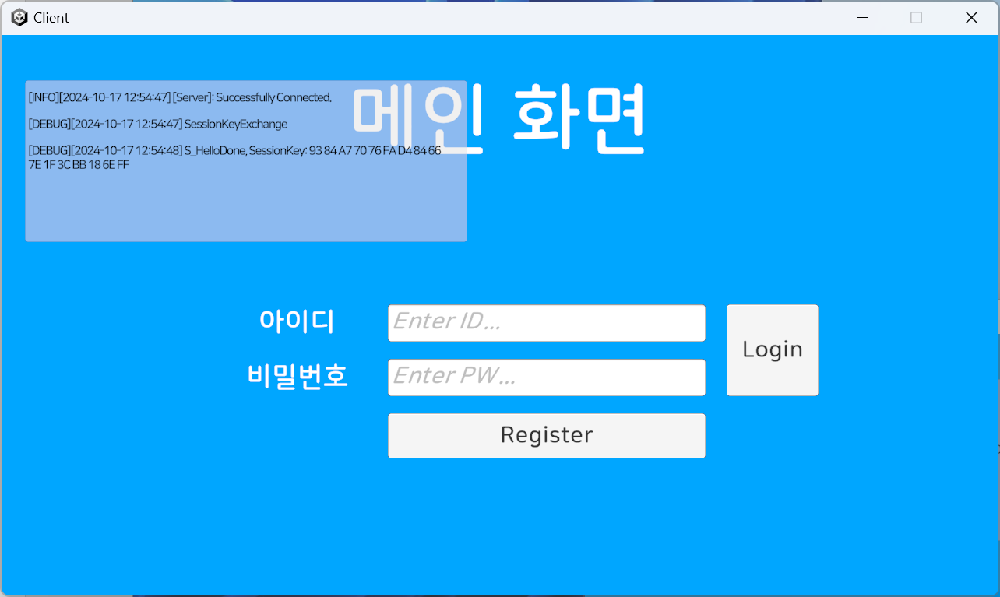 Client
메인 화면
[INFO][2024-10-17 12:54:47] [Server]: Successfully Connected.
[DEBUG][2024-10-17 12:54:47] SessionKeyExchange
[DEBUG][2024-10-17 12:54:48] S_HelloDone, SessionKey: 93 84 A7 70 76 FA D4 84 66
7E 1F 3C BB 18 6E FF
아이디
Enter ID...
비밀번호
Enter PW...
Login
Register